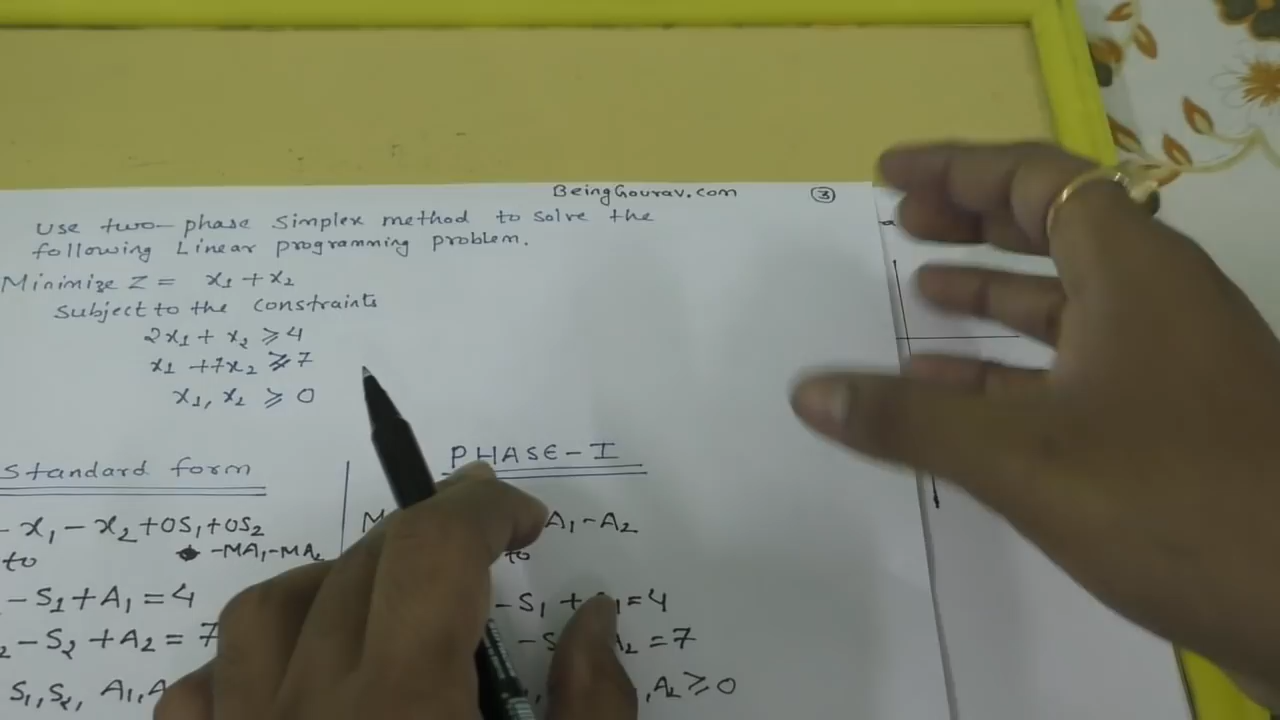 BeingGourav.com
③
Use two-phase simplex method to solve the
following Linear programming problem.
Minimize Z = x₁ + x₂
Subject to the constraints
2x₁ + x₂ ⩾ 4
x₁ + 7x₂ ⩾ 7
x₁, x₂ ⩾ 0
Standard form
PHASE-I
- x₁ - x₂ + 0S₁ + 0S₂
-MA₁ - MA₂
to
- S₁ + A₁ = 4
- S₂ + A₂ = 7
S₁, S₂, A₁, A
A₁ - A₂
to
- S₁ + A₁ = 4
A₂ = 7
, A₂ ⩾ 0